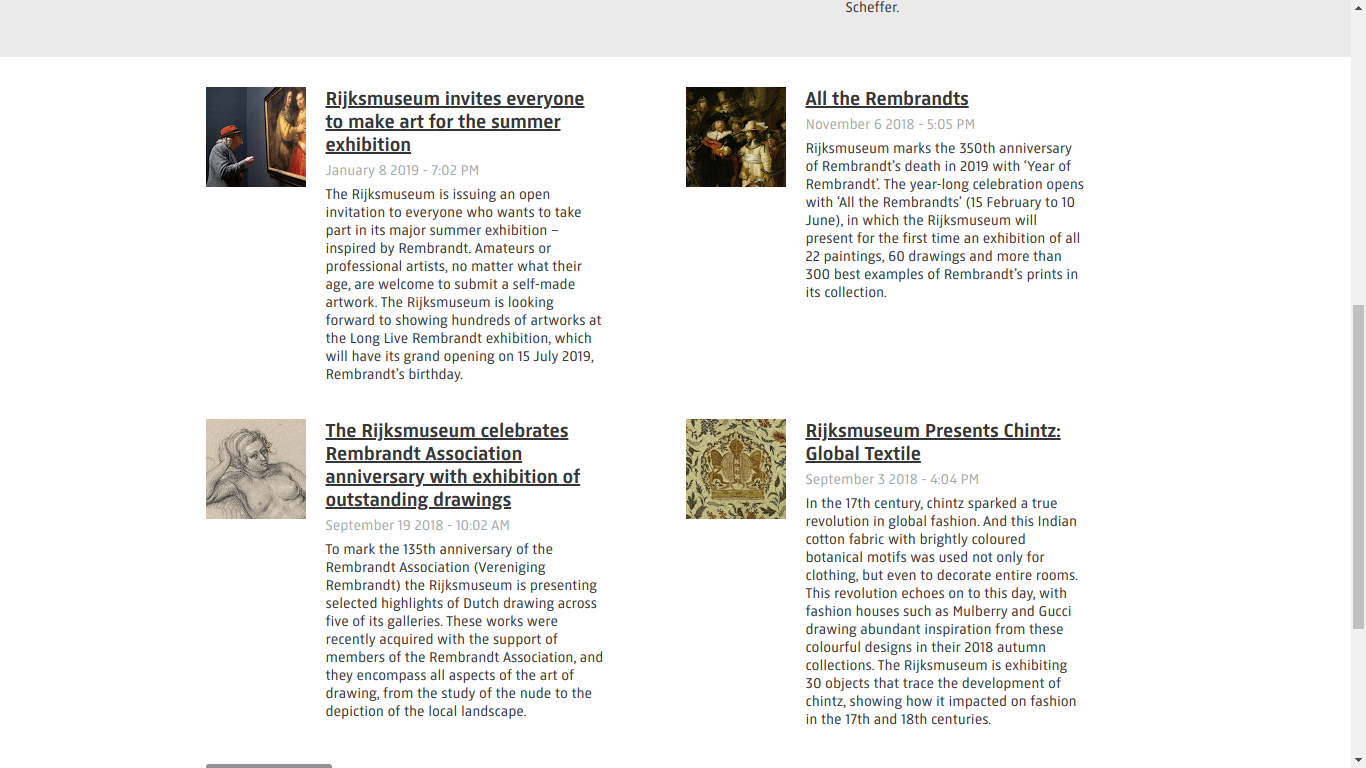 Scheffer.
Rijksmuseum invites everyone
to make art for the summer
exhibition
January 8 2019 - 7:02 PM
The Rijksmuseum is issuing an open
invitation to everyone who wants to take
part in its major summer exhibition –
inspired by Rembrandt. Amateurs or
professional artists, no matter what their
age, are welcome to submit a self-made
artwork. The Rijksmuseum is looking
forward to showing hundreds of artworks at
the Long Live Rembrandt exhibition, which
will have its grand opening on 15 July 2019,
Rembrandt's birthday.
All the Rembrandts
November 6 2018 - 5:05 PM
Rijksmuseum marks the 350th anniversary
of Rembrandt's death in 2019 with ‘Year of
Rembrandt’. The year-long celebration opens
with ‘All the Rembrandts’ (15 February to 10
June), in which the Rijksmuseum will
present for the first time an exhibition of all
22 paintings, 60 drawings and more than
300 best examples of Rembrandt's prints in
its collection.
The Rijksmuseum celebrates
Rembrandt Association
anniversary with exhibition of
outstanding drawings
September 19 2018 - 10:02 AM
To mark the 135th anniversary of the
Rembrandt Association (Vereniging
Rembrandt) the Rijksmuseum is presenting
selected highlights of Dutch drawing across
five of its galleries. These works were
recently acquired with the support of
members of the Rembrandt Association, and
they encompass all aspects of the art of
drawing, from the study of the nude to the
depiction of the local landscape.
Rijksmuseum Presents Chintz:
Global Textile
September 3 2018 - 4:04 PM
In the 17th century, chintz sparked a true
revolution in global fashion. And this Indian
cotton fabric with brightly coloured
botanical motifs was used not only for
clothing, but even to decorate entire rooms.
This revolution echoes on to this day, with
fashion houses such as Mulberry and Gucci
drawing abundant inspiration from these
colourful designs in their 2018 autumn
collections. The Rijksmuseum is exhibiting
30 objects that trace the development of
chintz, showing how it impacted on fashion
in the 17th and 18th centuries.